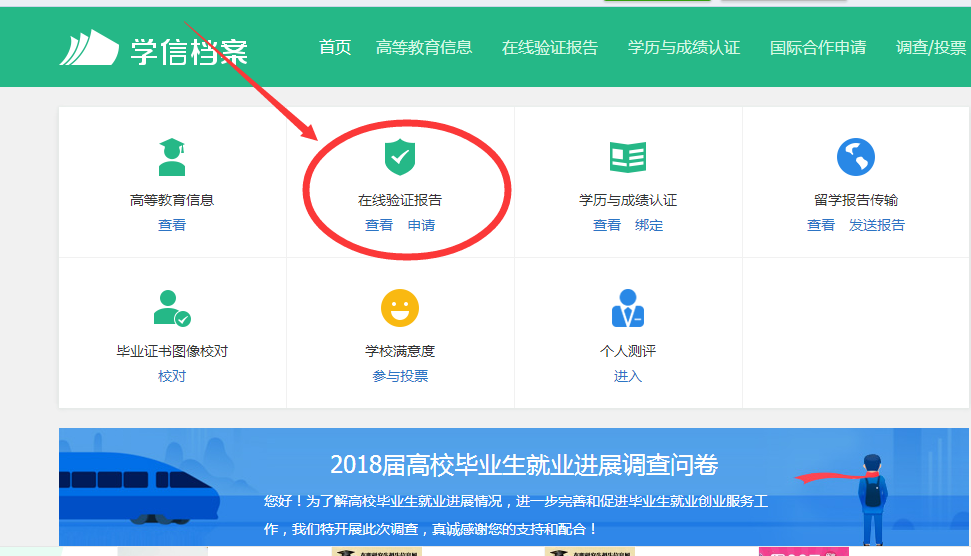 学信档案
首页 高等教育信息 在线验证报告 学历与成绩认证 国际合作申请 调查/投票
高等教育信息 在线验证报告 学历与成绩认证 留学报告传输
查看 查看 申请 查看 绑定 查看 发送报告
毕业证书图像校对 学校满意度 个人测评
校对 参与投票 进入
2018届高校毕业生就业进展调查问卷
您好！为了解高校毕业生就业进展情况，进一步完善和促进毕业生就业创业服务工
作，我们特开展此次调查，真诚感谢您的支持和配合！